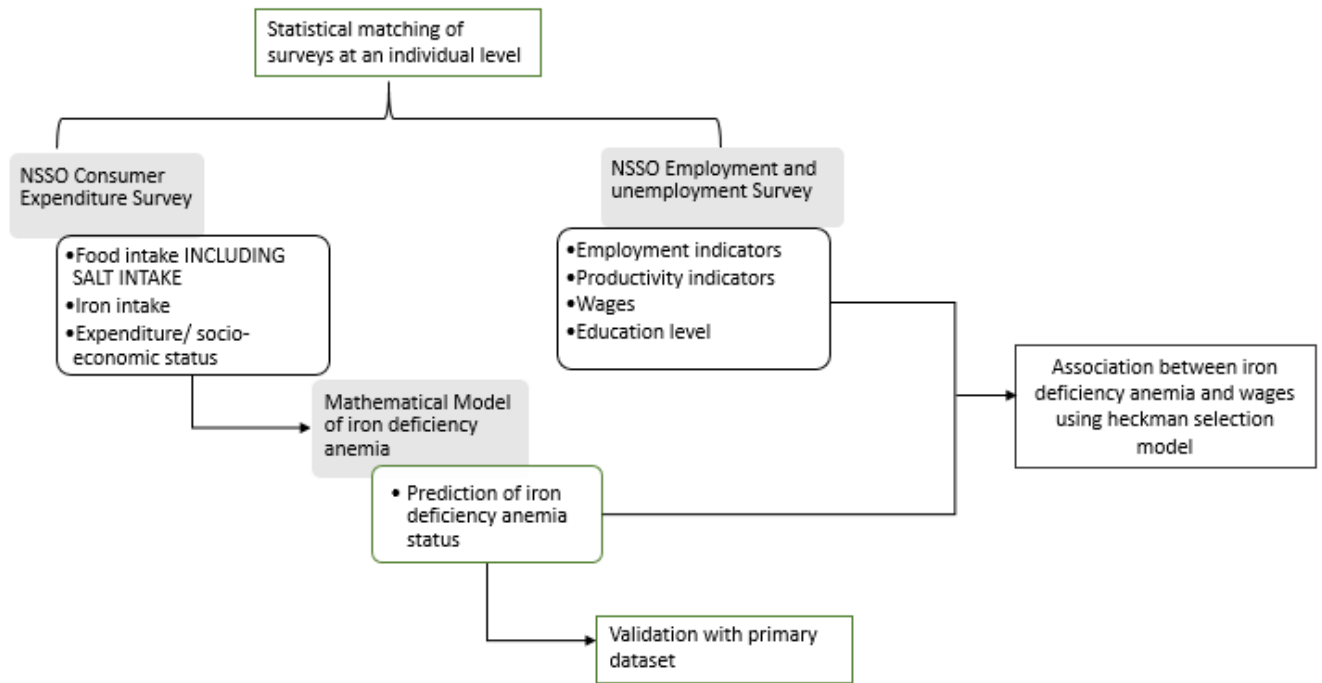 Statistical matching of
surveys at an individual level
NSSO Consumer
Expenditure Survey
NSSO Employment and
unemployment Survey
•Food intake INCLUDING
SALT INTAKE
•Iron intake
•Expenditure/ socio-
economic status
•Employment indicators
•Productivity indicators
•Wages
•Education level
Mathematical Model
of iron deficiency
anemia
• Prediction of iron
deficiency anemia
status
Association between iron
deficiency anemia and wages
using heckman selection
model
Validation with primary
dataset